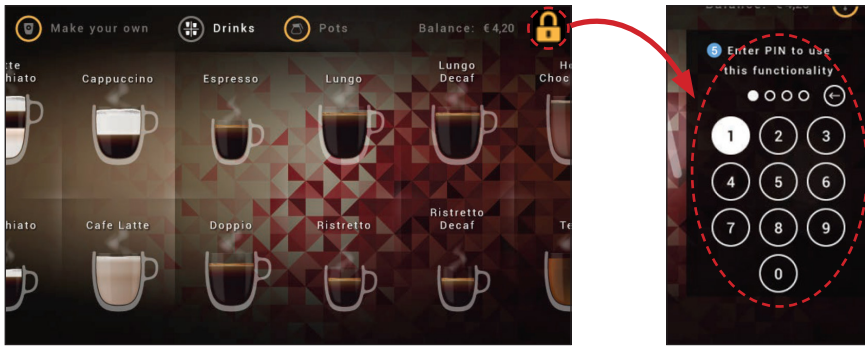 Make your own
Drinks
Pots
Balance: €4,20
Cappuccino
Espresso
Lungo
Lungo
Decaf
hiato
Cafe Latte
Doppio
Ristretto
Ristretto
Decaf
5 Enter PIN to use
this functionality
1 2 3
4 5 6
7 8 9
0